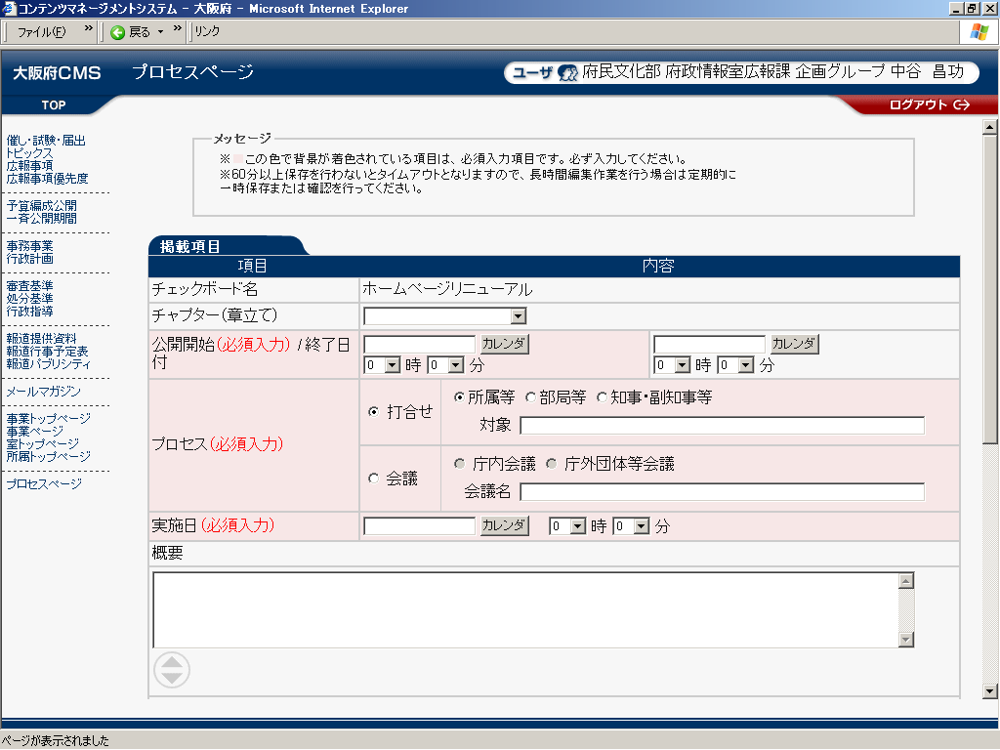 コンテンツマネージメントシステム - 大阪府 - Microsoft Internet Explorer
ファイル(F) » 戻る » リンク
大阪府CMS プロセスページ ユーザ 府民文化部 府政情報室広報課 企画グループ 中谷 昌功
TOP ログアウト
催し・試験・届出
トピックス
広報事項
広報事項優先度
予算編成公開
一斉公開期間
事務事業
行政計画
審査基準
処分基準
行政指導
報道提供資料
報道行事予定表
報道パブリシティ
メールマガジン
事業トップページ
事業ページ
室トップページ
所属トップページ
プロセスページ
メッセージ
※ この色で背景が着色されている項目は、必須入力項目です。必ず入力してください。
※60分以上保存を行わないとタイムアウトとなりますので、長時間編集作業を行う場合は定期的に
一時保存または確認を行ってください。
掲載項目
項目 内容
チェックボード名 ホームページリニューアル
チャプター(章立て)
公開開始(必須入力) /終了日
付
カレンダ カレンダ
0 時 0 分 0 時 0 分
プロセス(必須入力)
打合せ 所属等 部局等 知事・副知事等
対象
会議 庁内会議 庁外団体等会議
会議名
実施日(必須入力) カレンダ 0 時 0 分
概要
ページが表示されました